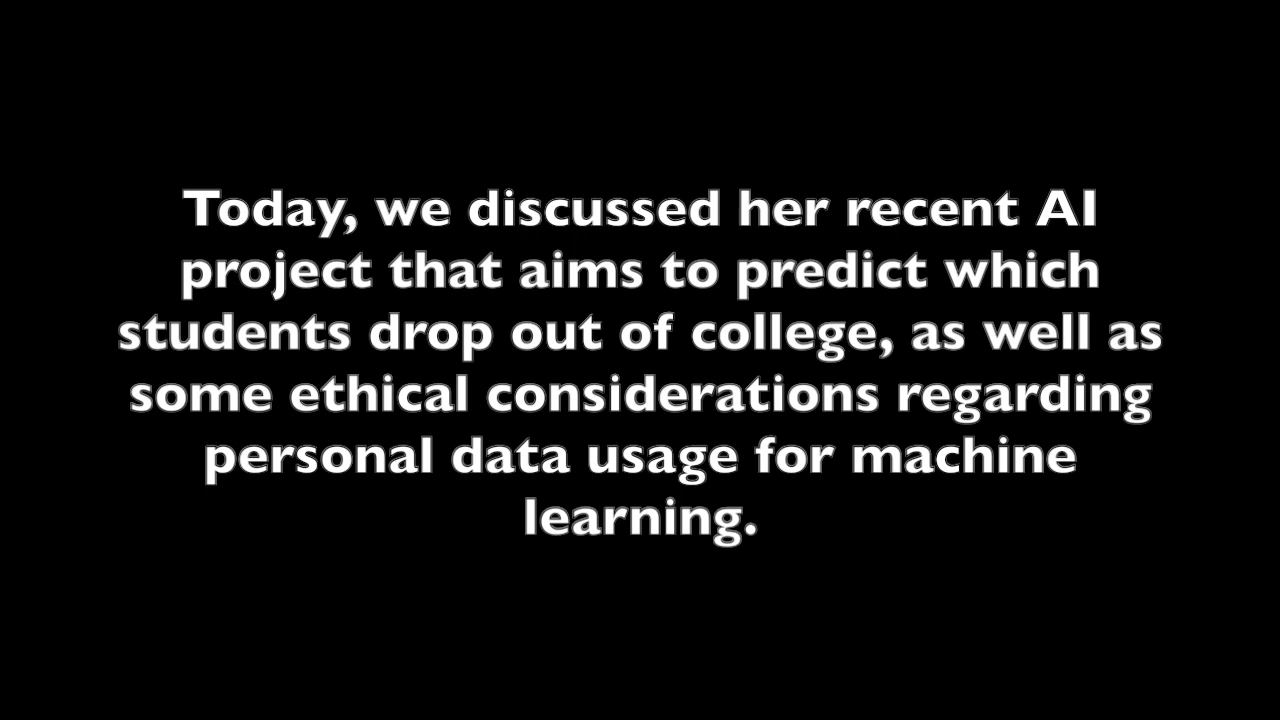 Today, we discussed her recent AI
project that aims to predict which
students drop out of college, as well as
some ethical considerations regarding
personal data usage for machine
learning.